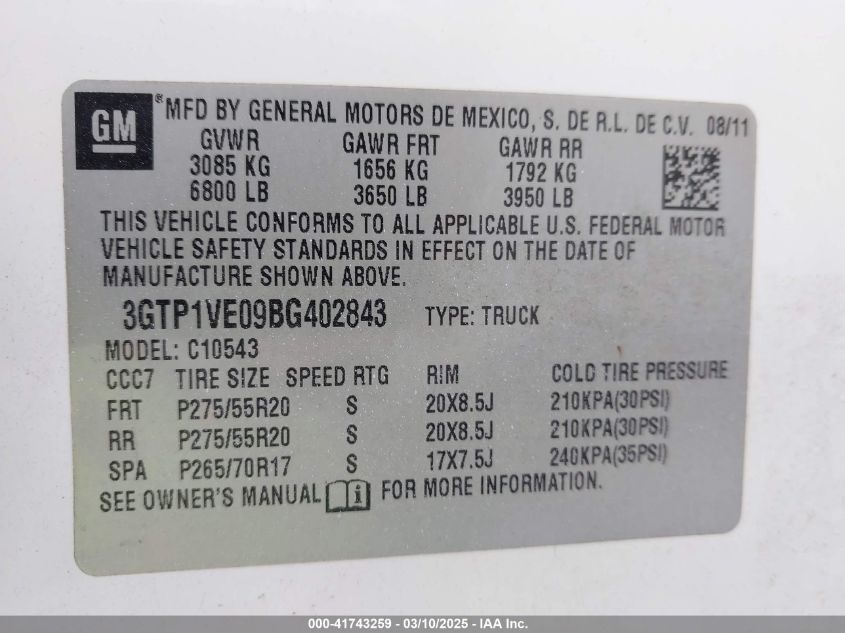 GM
® MFD BY GENERAL MOTORS DE MEXICO, S. DE R.L. DE C.V. 08/11
GVWR GAWR FRT GAWR RR
3085 KG 1656 KG 1792 KG
6800 LB 3650 LB 3950 LB
THIS VEHICLE CONFORMS TO ALL APPLICABLE U.S. FEDERAL MOTOR
VEHICLE SAFETY STANDARDS IN EFFECT ON THE DATE OF
MANUFACTURE SHOWN ABOVE.
3GTP1VE09BG402843 TYPE: TRUCK
MODEL: C10543
CCC7 TIRE SIZE SPEED RTG RIM COLD TIRE PRESSURE
FRT P275/55R20 S 20X8.5J 210KPA(30PSI)
RR P275/55R20 S 20X8.5J 210KPA(30PSI)
SPA P265/70R17 S 17X7.5J 240KPA(35PSI)
SEE OWNER'S MANUAL i FOR MORE INFORMATION.
000-41743259 - 03/10/2025 - IAA Inc.